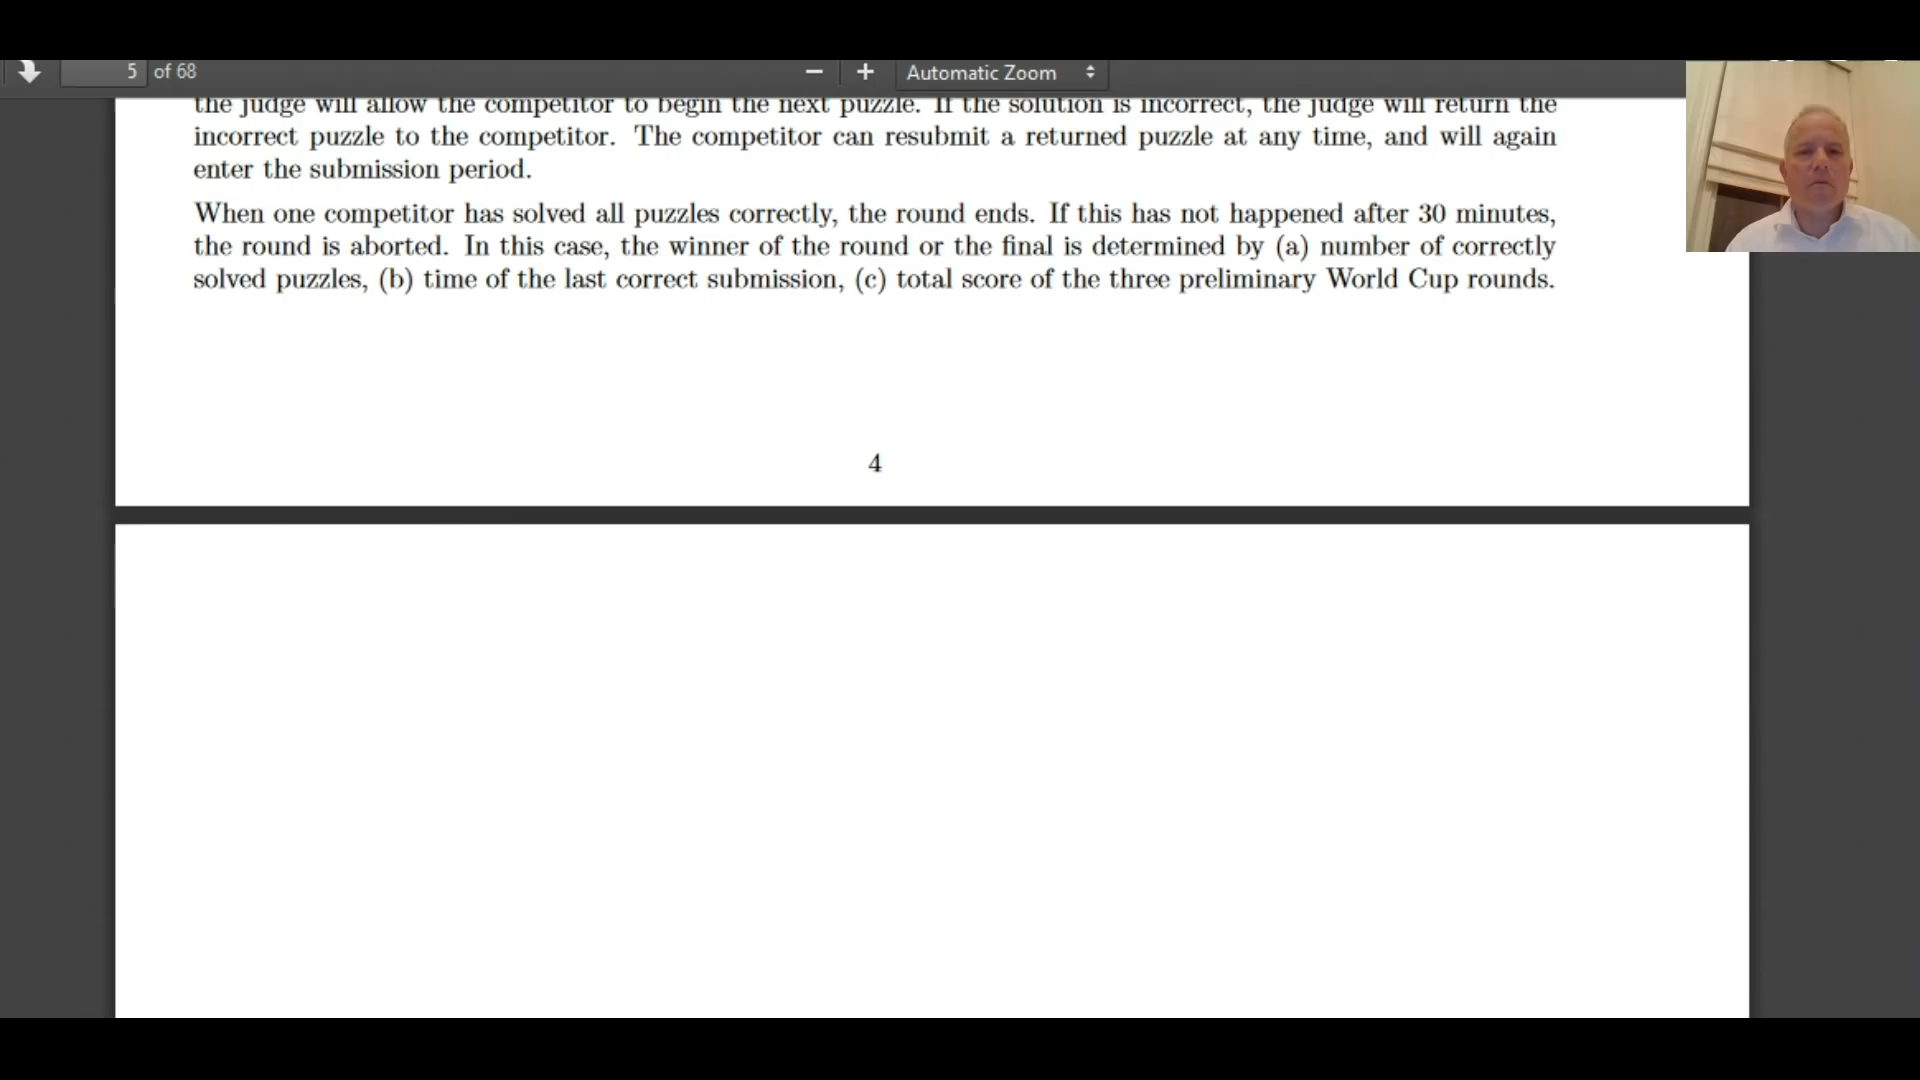 5 of 68
Automatic Zoom
the judge will allow the competitor to begin the next puzzle. If the solution is incorrect, the judge will return the
incorrect puzzle to the competitor. The competitor can resubmit a returned puzzle at any time, and will again
enter the submission period.
When one competitor has solved all puzzles correctly, the round ends. If this has not happened after 30 minutes,
the round is aborted. In this case, the winner of the round or the final is determined by (a) number of correctly
solved puzzles, (b) time of the last correct submission, (c) total score of the three preliminary World Cup rounds.
4